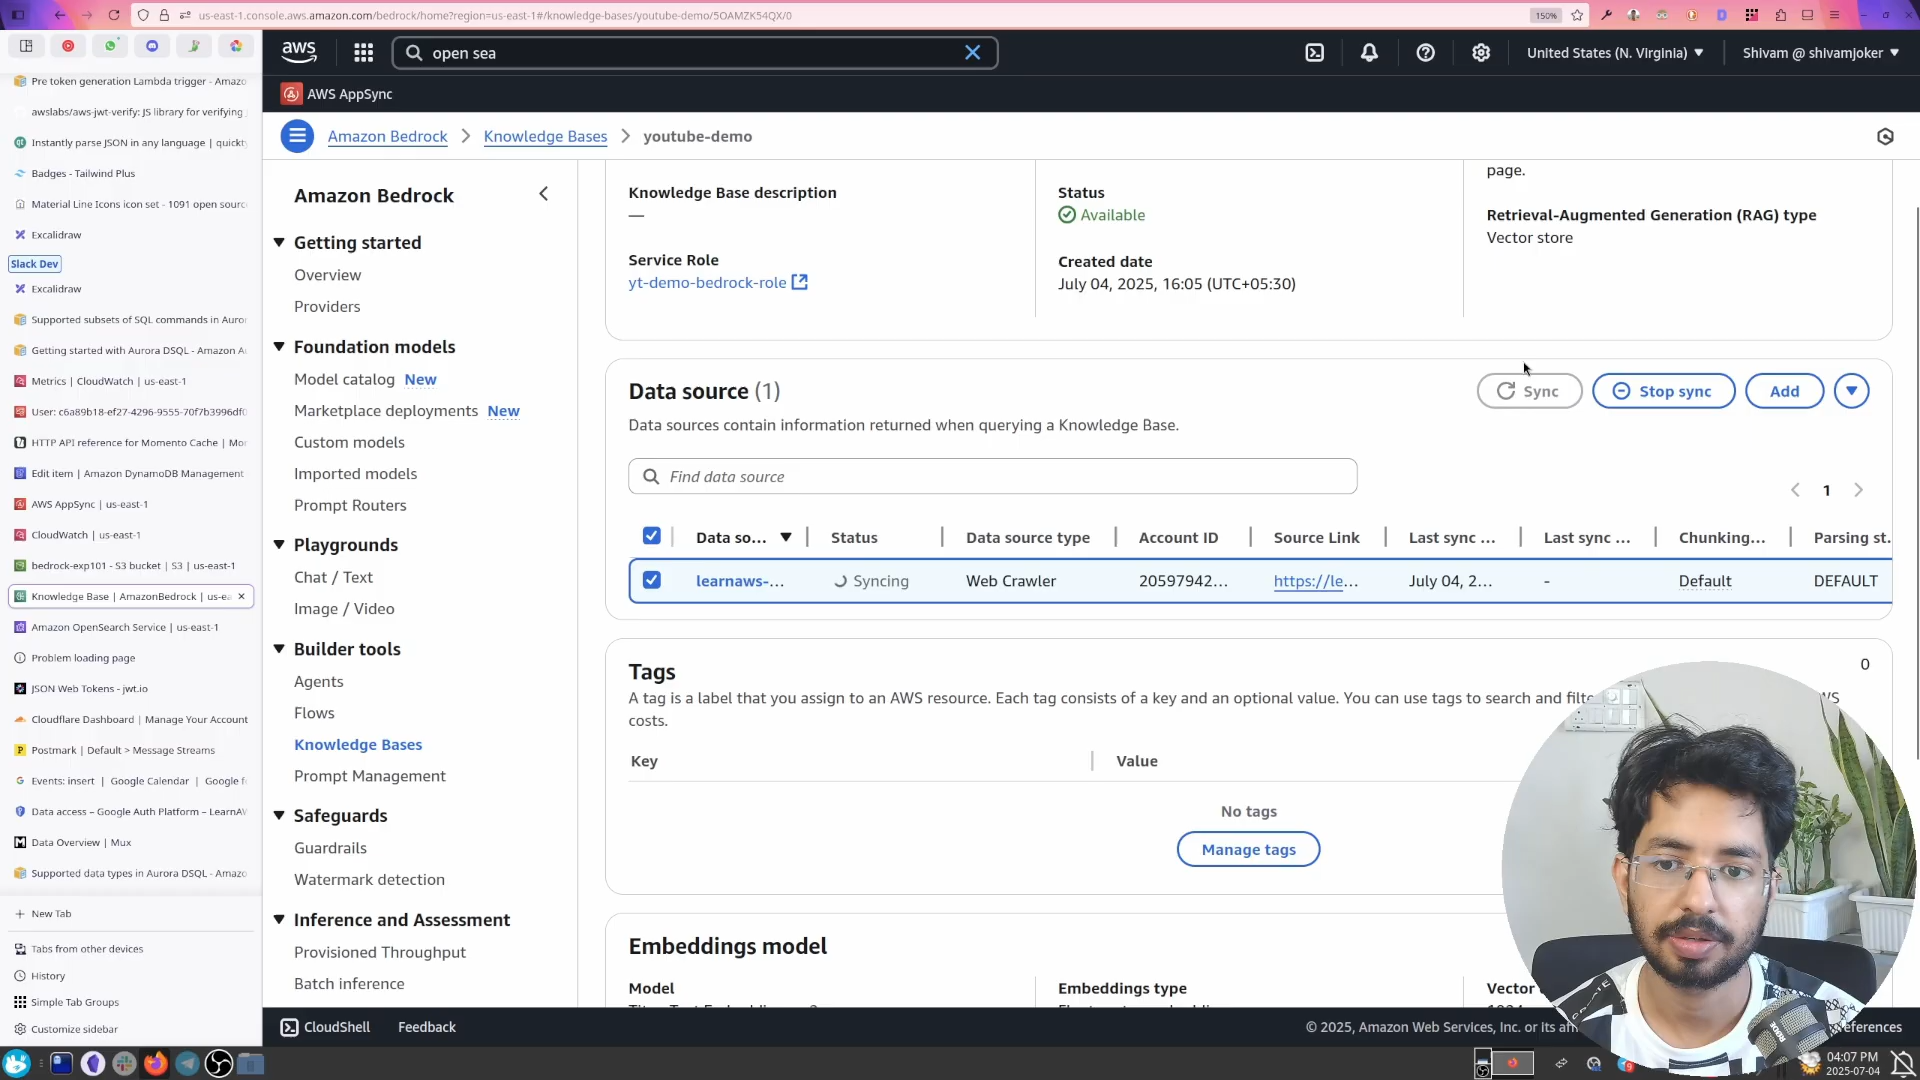 us-east-1.console.aws.amazon.com/bedrock/home?region=us-east-1#/knowledge-bases/youtube-demo/5OAMZK54QX/0
150%
Pre token generation Lambda trigger - Amazo
awslabs/aws-jwt-verify: JS library for verifying
Instantly parse JSON in any language | quickt
Badges - Tailwind Plus
Material Line Icons icon set - 1091 open sourc
Excalidraw
Slack Dev
Excalidraw
Supported subsets of SQL commands in Auror
Getting started with Aurora DSQL - Amazon A
Metrics | CloudWatch | us-east-1
User: c6a89b18-ef27-4296-9555-70f7b3996df0
HTTP API reference for Momento Cache | Mo
Edit item | Amazon DynamoDB Management
AWS AppSync | us-east-1
CloudWatch | us-east-1
bedrock-exp101 - S3 bucket | S3 | us-east-1
Knowledge Base | AmazonBedrock | us-ea
Amazon OpenSearch Service | us-east-1
Problem loading page
JSON Web Tokens - jwt.io
Cloudflare Dashboard | Manage Your Account
Postmark | Default > Message Streams
Events: insert | Google Calendar | Google f
Data access – Google Auth Platform – LearnAV
Data Overview | Mux
Supported data types in Aurora DSQL - Amazo
New Tab
Tabs from other devices
History
Simple Tab Groups
Customize sidebar
aws
open sea
United States (N. Virginia)
Shivam @ shivamjoker
AWS AppSync
Amazon Bedrock
Knowledge Bases
youtube-demo
Amazon Bedrock
Getting started
Overview
Providers
Foundation models
Model catalog New
Marketplace deployments New
Custom models
Imported models
Prompt Routers
Playgrounds
Chat / Text
Image / Video
Builder tools
Agents
Flows
Knowledge Bases
Prompt Management
Safeguards
Guardrails
Watermark detection
Inference and Assessment
Provisioned Throughput
Batch inference
Knowledge Base description
—
Service Role
yt-demo-bedrock-role
Status
Available
Created date
July 04, 2025, 16:05 (UTC+05:30)
page.
Retrieval-Augmented Generation (RAG) type
Vector store
Data source (1)
Sync
Stop sync
Add
Data sources contain information returned when querying a Knowledge Base.
Find data source
1
Data so...
Status
Data source type
Account ID
Source Link
Last sync ...
Last sync ...
Chunking...
Parsing st.
learnaws-...
Syncing
Web Crawler
20597942...
https://le...
July 04, 2...
-
Default
DEFAULT
Tags
0
A tag is a label that you assign to an AWS resource. Each tag consists of a key and an optional value. You can use tags to search and filte
costs.
Key
Value
No tags
Manage tags
Embeddings model
Model
Embeddings type
Vector
CloudShell
Feedback
© 2025, Amazon Web Services, Inc. or its aff
eferences
04:07 PM
2025-07-04